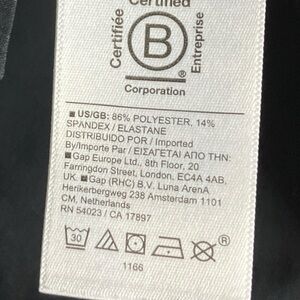 Certified
Certifiée
B
Entreprise
®
Corporation
■ US/GB: 86% POLYESTER, 14%
SPANDEX / ELASTANE
DISTRIBUIDO POR / Imported
By/Importe Par / ΕΙΣΑΓΕΤΑΙ ΑΠΟ ΤΗΝ:
■ Gap Europe Ltd., 8th Floor, 20
Farringdon Street, London, EC4A 4AB,
UK. ■ Gap (RHC) B.V. Luna ArenA
Herikerbergweg 238 Amsterdam 1101
CM, Netherlands
RN 54023 / CA 17897
30
®
1166